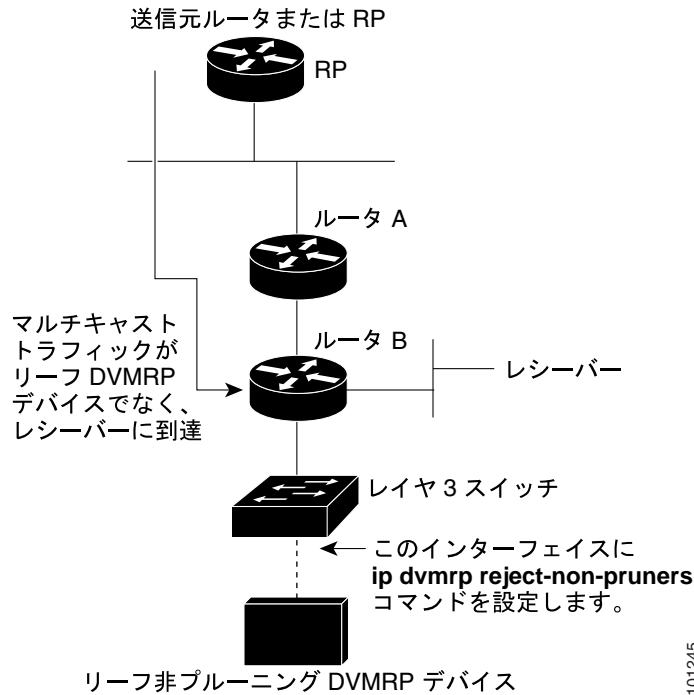 送信元ルータまたは RP
RP
ルータ A
ルータ B
マルチキャスト
トラフィックが
リーフ DVMRP
デバイスでなく、
レシーバーに到達
レシーバー
レイヤ 3 スイッチ
このインターフェイスに
ip dvmrp reject-non-pruners
コマンドを設定します。
リーフ非プルーニング DVMRP デバイス
101245